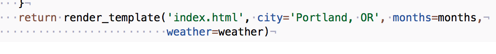 }
return render_template('index.html', city='Portland, OR', months=months,
weather=weather)